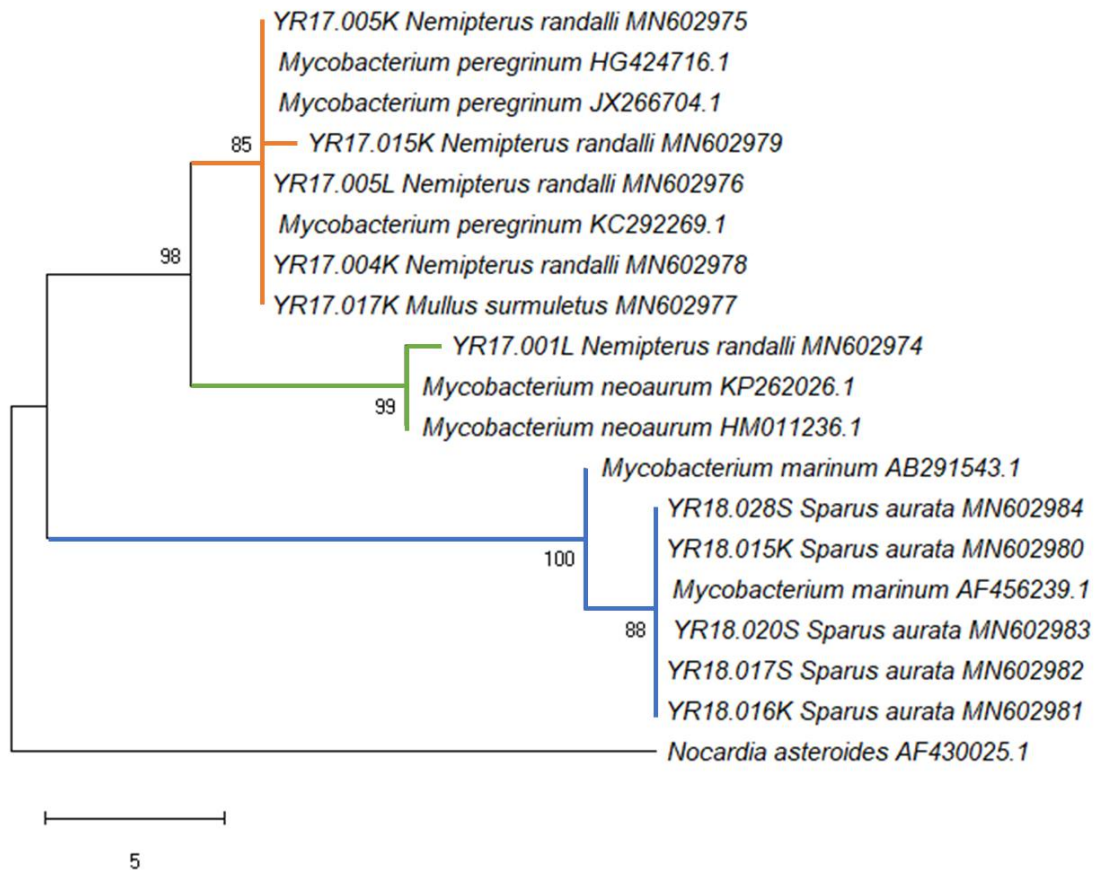 YR17.005K Nemipterus randalli MN602975
Mycobacterium peregrinum HG424716.1
Mycobacterium peregrinum JX266704.1
85
YR17.015K Nemipterus randalli MN602979
YR17.005L Nemipterus randalli MN602976
Mycobacterium peregrinum KC292269.1
98
YR17.004K Nemipterus randalli MN602978
YR17.017K Mullus surmuletus MN602977
YR17.001L Nemipterus randalli MN602974
Mycobacterium neoaurum KP262026.1
99
Mycobacterium neoaurum HM011236.1
Mycobacterium marinum AB291543.1
YR18.028S Sparus aurata MN602984
100
YR18.015K Sparus aurata MN602980
Mycobacterium marinum AF456239.1
88
YR18.020S Sparus aurata MN602983
YR18.017S Sparus aurata MN602982
YR18.016K Sparus aurata MN602981
Nocardia asteroides AF430025.1
5